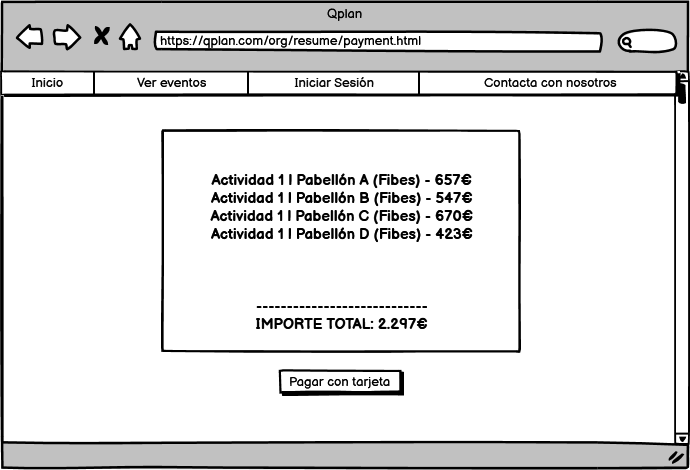 Qplan
https://qplan.com/org/resume/payment.html
Inicio
Ver eventos
Iniciar Sesión
Contacta con nosotros
Actividad 1 | Pabellón A (Fibes) - 657€
Actividad 1 | Pabellón B (Fibes) - 547€
Actividad 1 | Pabellón C (Fibes) - 670€
Actividad 1 | Pabellón D (Fibes) - 423€
----------------------------
IMPORTE TOTAL: 2.297€
Pagar con tarjeta